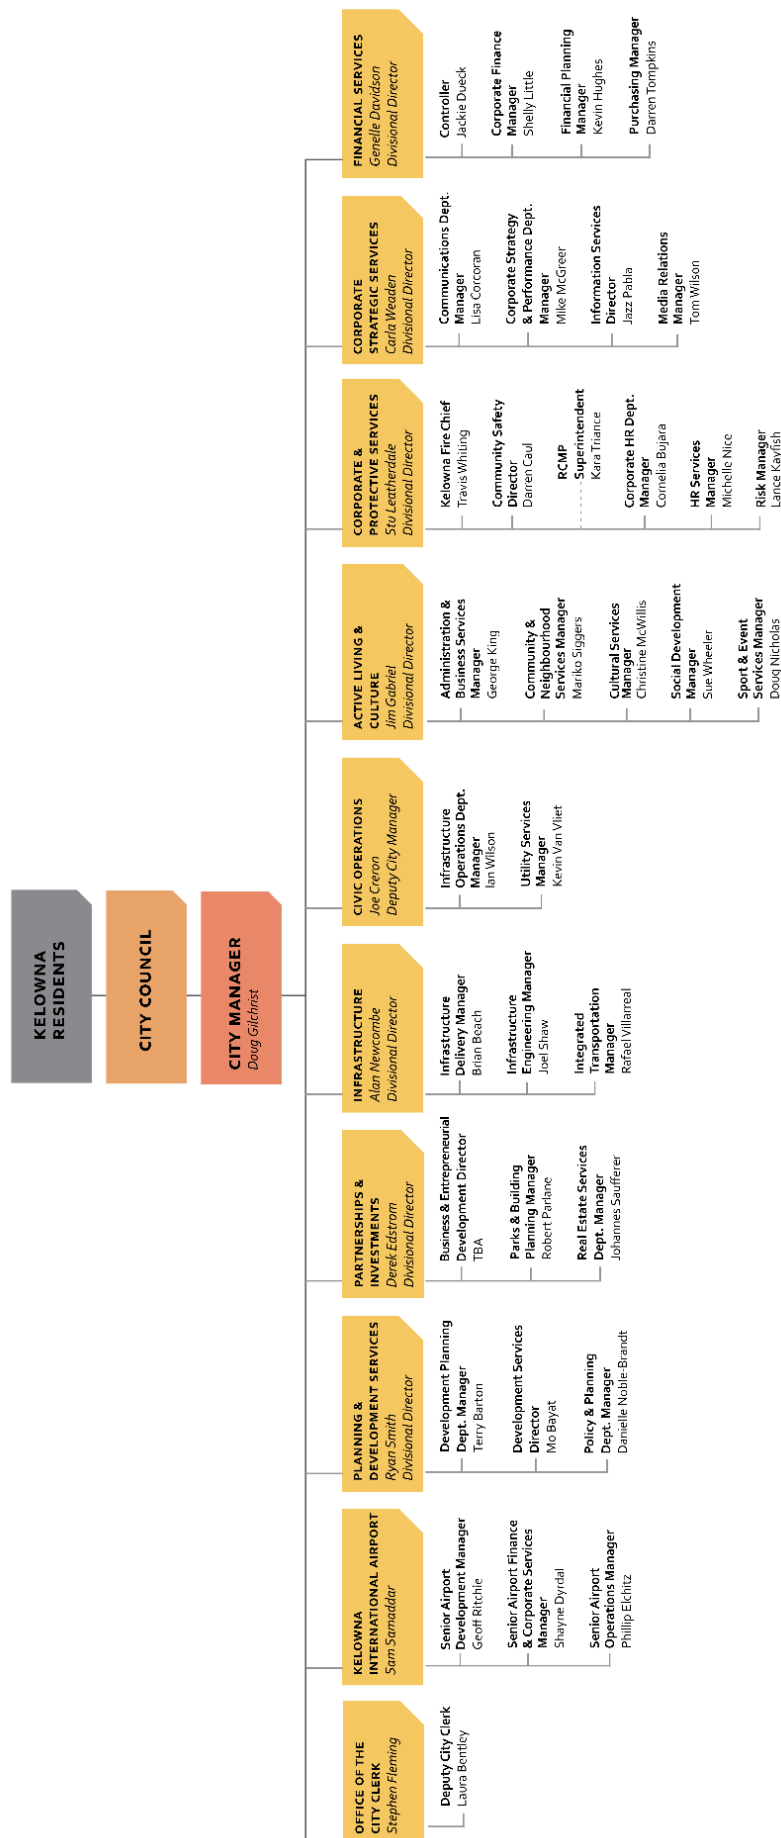 KELOWNA
RESIDENTS
CITY COUNCIL
CITY MANAGER
Doug Gilchrist
OFFICE OF THE
CITY CLERK
Stephen Fleming
Deputy City Clerk
Laura Bentley
KELOWNA
INTERNATIONAL AIRPORT
Sam Samaddar
Senior Airport
Development Manager
Geoff Ritchie
Senior Airport Finance
& Corporate Services
Manager
Shayne Dyrdal
Senior Airport
Operations Manager
Phillip Elchitz
PLANNING &
DEVELOPMENT SERVICES
Ryan Smith
Divisional Director
Development Planning
Dept. Manager
Terry Barton
Development Services
Director
Mo Bayat
Policy & Planning
Dept. Manager
Danielle Noble-Brandt
PARTNERSHIPS &
INVESTMENTS
Derek Edstrom
Divisional Director
Business & Entrepreneurial
Development Director
TBA
Parks & Building
Planning Manager
Robert Parlane
Real Estate Services
Dept. Manager
Johannes Saufferer
INFRASTRUCTURE
Alan Newcombe
Divisional Director
Infrastructure
Delivery Manager
Brian Beach
Infrastructure
Engineering Manager
Joel Shaw
Integrated
Transportation
Manager
Rafael Villarreal
CIVIC OPERATIONS
Joe Creron
Deputy City Manager
Infrastructure
Operations Dept.
Manager
Ian Wilson
Utility Services
Manager
Kevin Van Vliet
ACTIVE LIVING &
CULTURE
Jim Gabriel
Divisional Director
Administration &
Business Services
Manager
George King
Community &
Neighbourhood
Services Manager
Mariko Siggers
Cultural Services
Manager
Christine McWillis
Social Development
Manager
Sue Wheeler
Sport & Event
Services Manager
Doug Nicholas
CORPORATE &
PROTECTIVE SERVICES
Stu Leatherdale
Divisional Director
Kelowna Fire Chief
Travis Whiting
Community Safety
Director
Darren Caul
RCMP
Superintendent
Kara Triance
Corporate HR Dept.
Manager
Cornelia Bujara
HR Services
Manager
Michelle Nice
Risk Manager
Lance Kayfish
CORPORATE
STRATEGIC SERVICES
Carla Weaden
Divisional Director
Communications Dept.
Manager
Lisa Corcoran
Corporate Strategy
& Performance Dept.
Manager
Mike McGreer
Information Services
Director
Jazz Pabla
Media Relations
Manager
Tom Wilson
FINANCIAL SERVICES
Genelle Davidson
Divisional Director
Controller
Jackie Dueck
Corporate Finance
Manager
Shelly Little
Financial Planning
Manager
Kevin Hughes
Purchasing Manager
Darren Tompkins